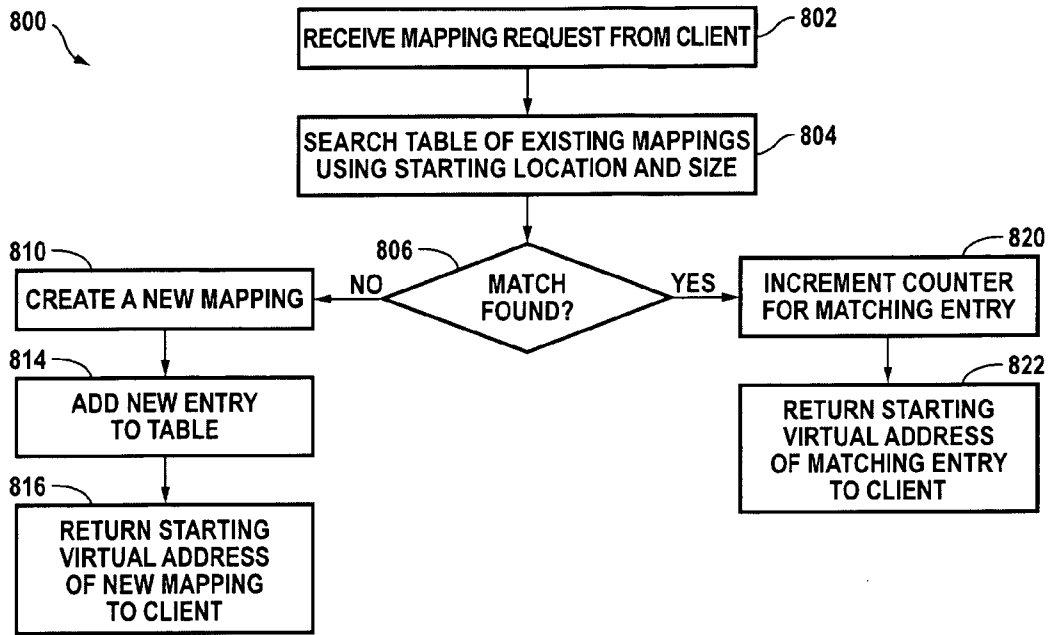 800
802
RECEIVE MAPPING REQUEST FROM CLIENT
804
SEARCH TABLE OF EXISTING MAPPINGS
USING STARTING LOCATION AND SIZE
806
MATCH
FOUND?
NO
YES
810
CREATE A NEW MAPPING
814
ADD NEW ENTRY
TO TABLE
816
RETURN STARTING
VIRTUAL ADDRESS
OF NEW MAPPING
TO CLIENT
820
INCREMENT COUNTER
FOR MATCHING ENTRY
822
RETURN STARTING
VIRTUAL ADDRESS
OF MATCHING ENTRY
TO CLIENT